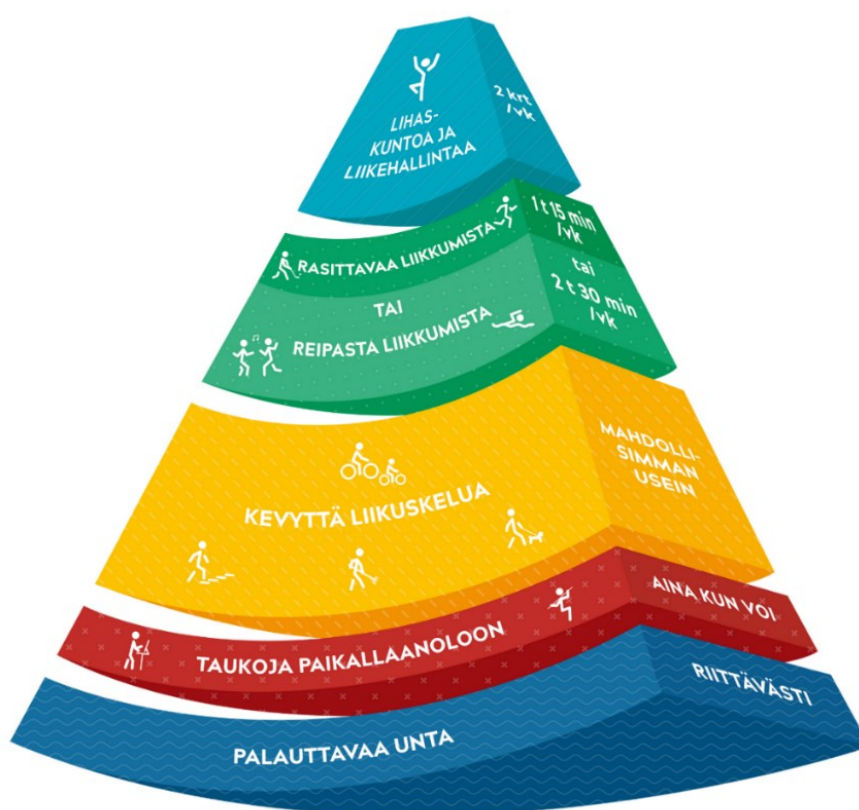 LIHAS-
KUNTOA JA
LIIKEHALLINTAA
2 krt
/vk
RASITTAVAA LIIKKUMISTA
1 t 15 min
/vk
TAI
tai
REIPASTA LIIKKUMISTA
2 t 30 min
/vk
KEVYTTÄ LIIKUSKELUA
MAHDOLLI-
SIMMAN
USEIN
TAUKOJA PAIKALLAANOLOON
AINA KUN VOI
PALAUTTAVAA UNTA
RIITTÄVÄSTI